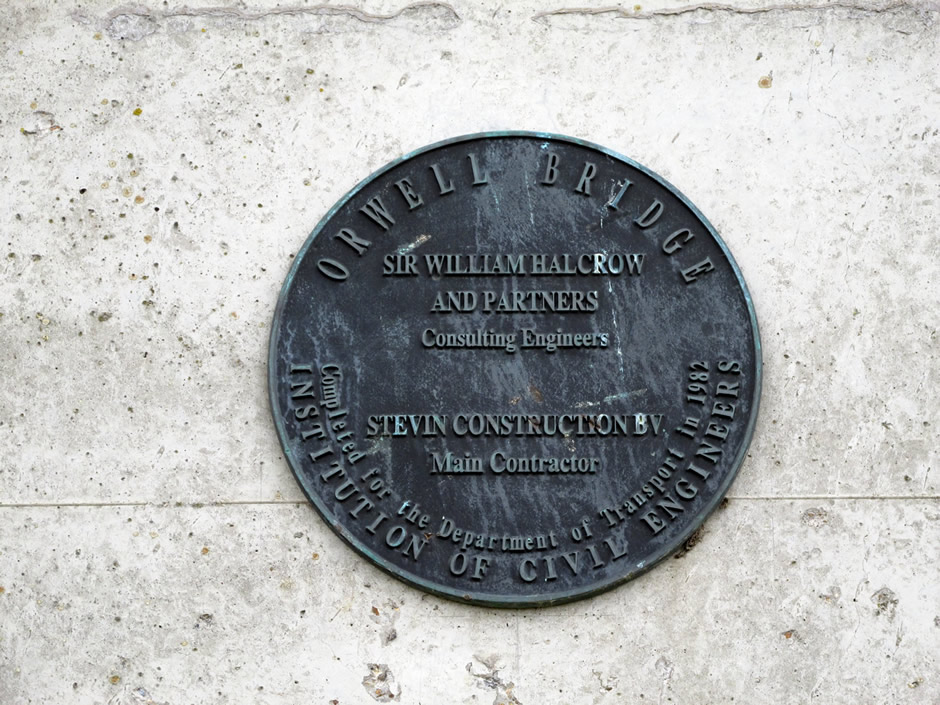 ORWELL BRIDGE
SIR WILLIAM HALCROW
AND PARTNERS
Consulting Engineers
STEVIN CONSTRUCTION BV.
Main Contractor
Completed for the Department of Transport in 1982
INSTITUTION OF CIVIL ENGINEERS